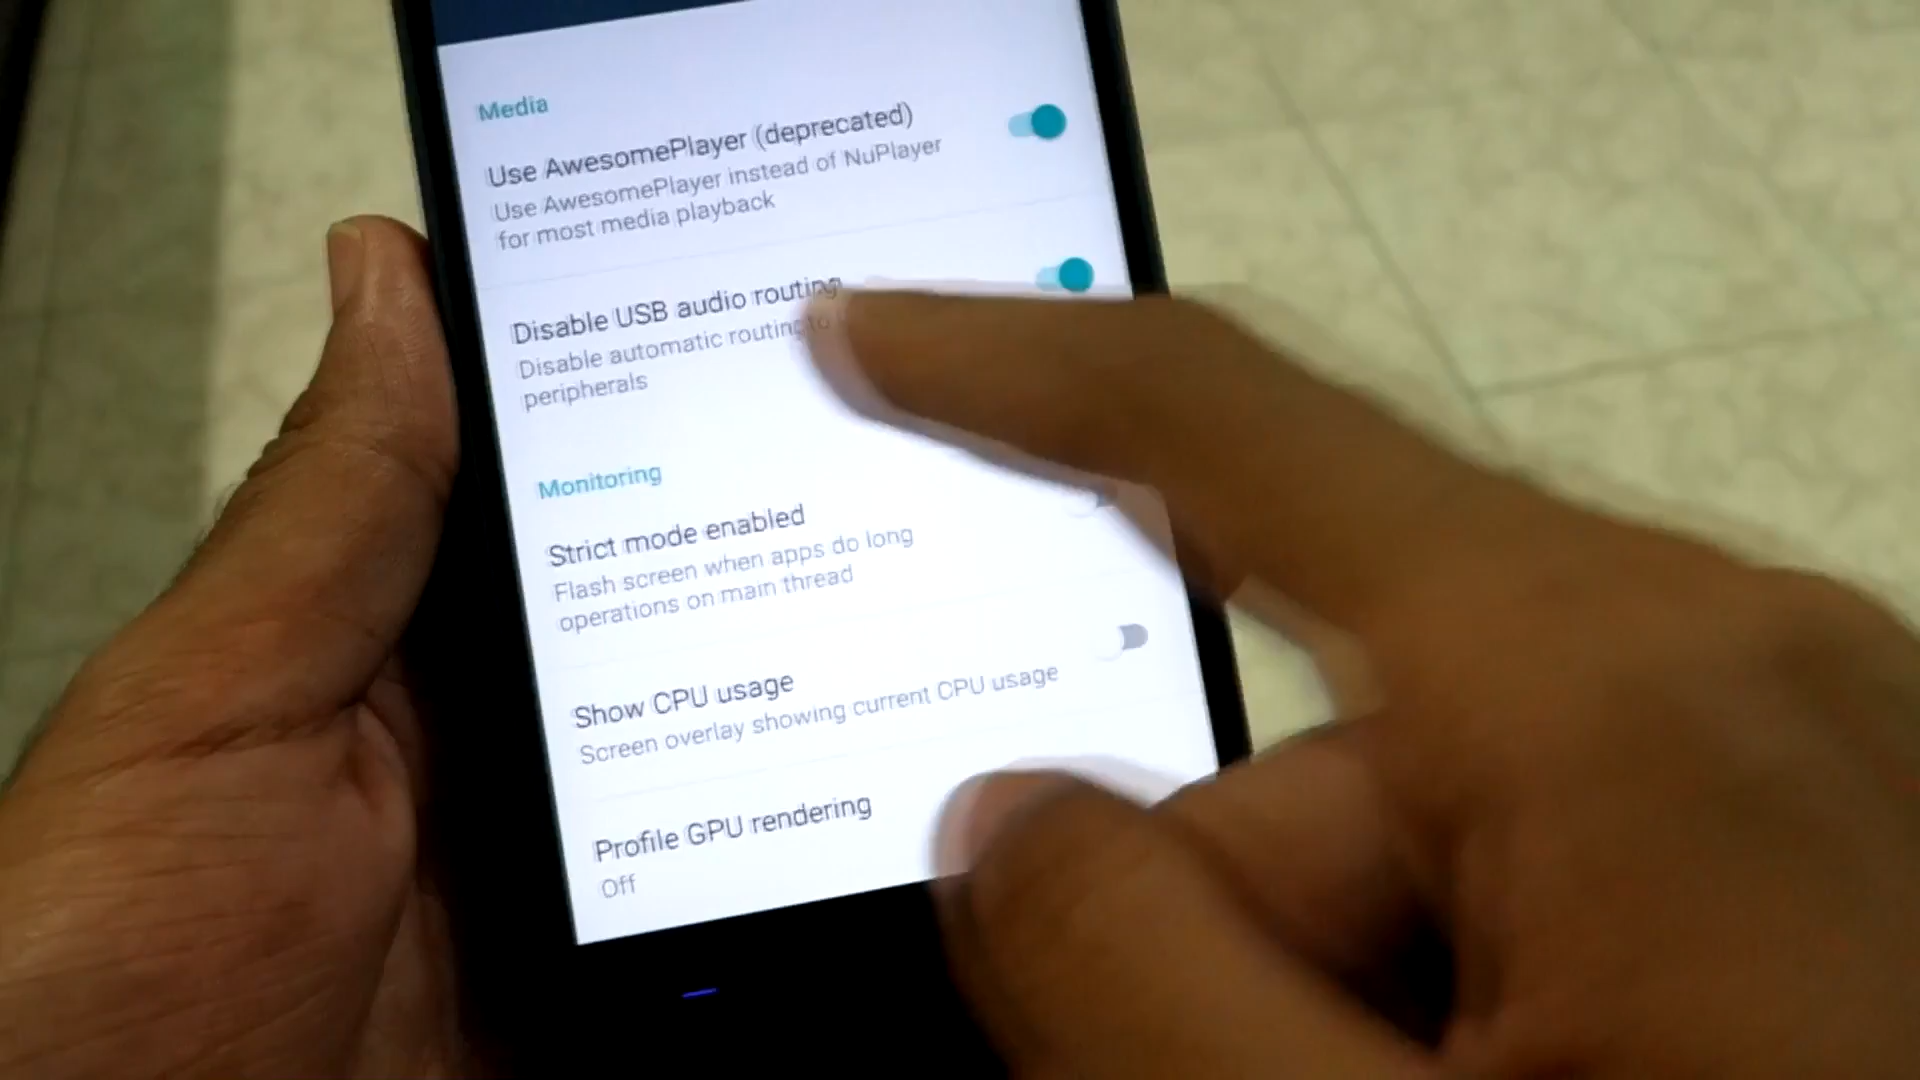 Media
Use AwesomePlayer (deprecated)
Use AwesomePlayer instead of NuPlayer
for most media playback
Disable USB audio routing
Disable automatic routing to
peripherals
Monitoring
Strict mode enabled
Flash screen when apps do long
operations on main thread
Show CPU usage
Screen overlay showing current CPU usage
Profile GPU rendering
Off